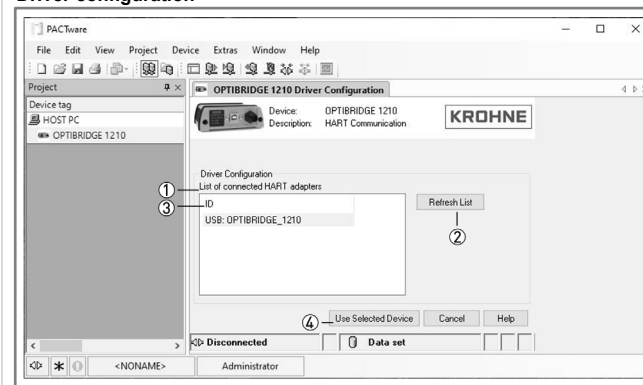 Driver configuration
PACTware
File Edit View Project Device Extras Window Help
Project
OPTIBRIDGE 1210 Driver Configuration
Device tag
HOST PC
OPTIBRIDGE 1210
Device: OPTIBRIDGE 1210
Description: HART Communication
KROHNE
Driver Configuration
① List of connected HART adapters
③ ID
Refresh List
USB: OPTIBRIDGE_1210
②
④ Use Selected Device Cancel Help
Disconnected Data set
<NONAME> Administrator